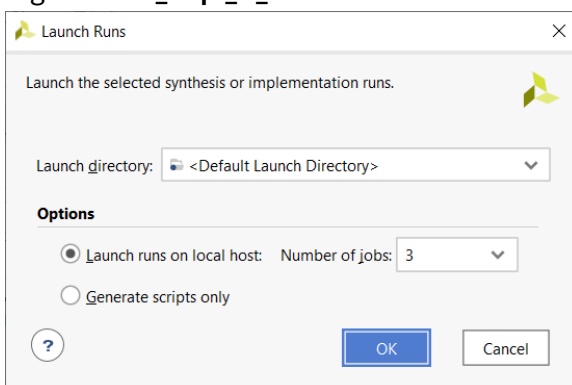 Launch Runs
Launch the selected synthesis or implementation runs.
Launch directory: <Default Launch Directory>
Options
Launch runs on local host: Number of jobs: 3
Generate scripts only
? OK Cancel